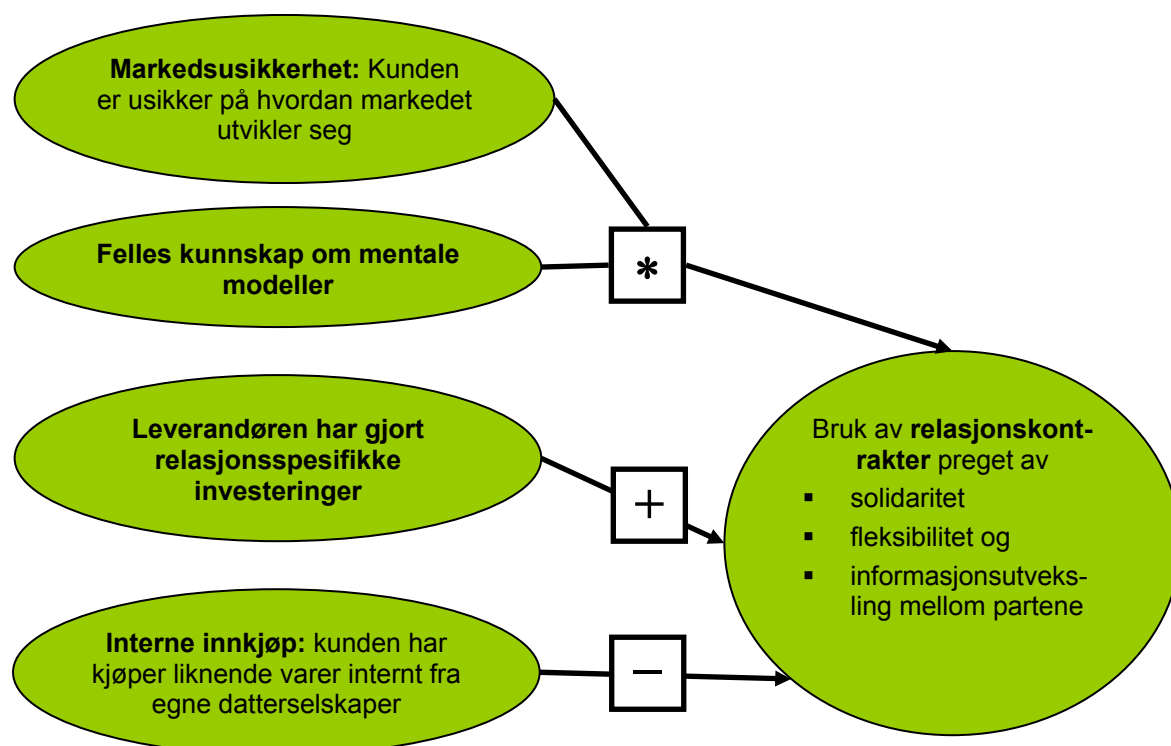 Markedsusikkerhet: Kunden
er usikker på hvordan markedet
utvikler seg
Felles kunnskap om mentale
modeller
*
Leverandøren har gjort
relasjonsspesifikke
investeringer
+
Interne innkjøp: kunden har
kjøper liknende varer internt fra
egne datterselskaper
−
Bruk av relasjonskont-
rakter preget av
▪ solidaritet
▪ fleksibilitet og
▪ informasjonsutveks-
ling mellom partene